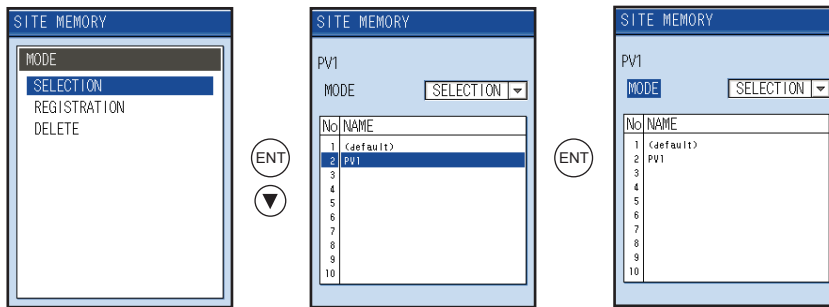 SITE MEMORY
MODE
SELECTION
REGISTRATION
DELETE
ENT
▼
SITE MEMORY
PV1
MODE SELECTION ▼
No NAME
1 (default)
2 PV1
3
4
5
6
7
8
9
10
ENT
SITE MEMORY
PV1
MODE SELECTION ▼
No NAME
1 (default)
2 PV1
3
4
5
6
7
8
9
10